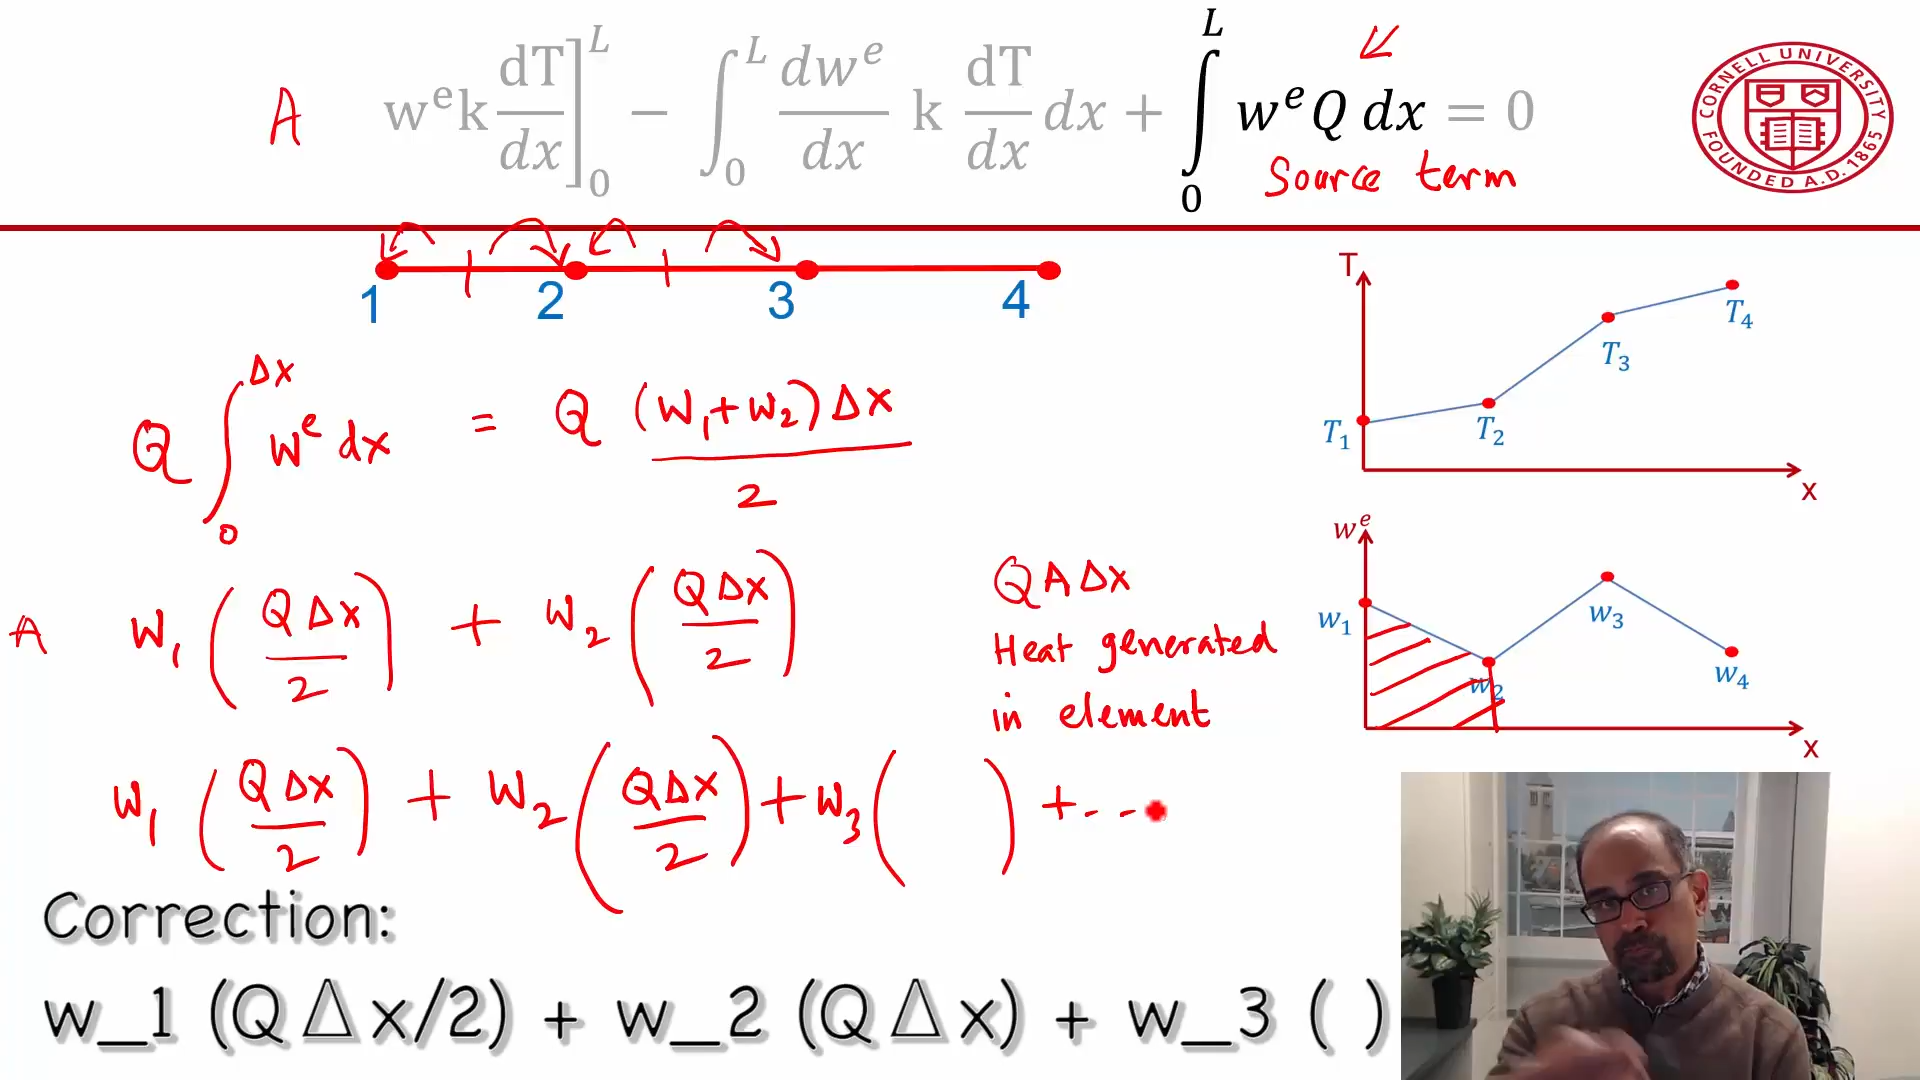 A w^e k dT/dx]_0^L − ∫_0^L dw^e/dx k dT/dx dx + ∫_0^L w^e Q dx = 0
Source term
CORNELL UNIVERSITY
FOUNDED A.D. 1865
1 2 3 4
Q ∫_0^Δx w^e dx = Q (w_1+w_2)Δx/2
A w_1 (QΔx/2) + w_2 (QΔx/2)
QAΔx
Heat generated
in element
w_1 (QΔx/2) + w_2 (QΔx/2) + w_3 ( ) + - -
T
T_1 T_2 T_3 T_4
x
w^e
w_1 w_2 w_3 w_4
x
Correction:
w_1 (QΔx/2) + w_2 (QΔx) + w_3 ( )